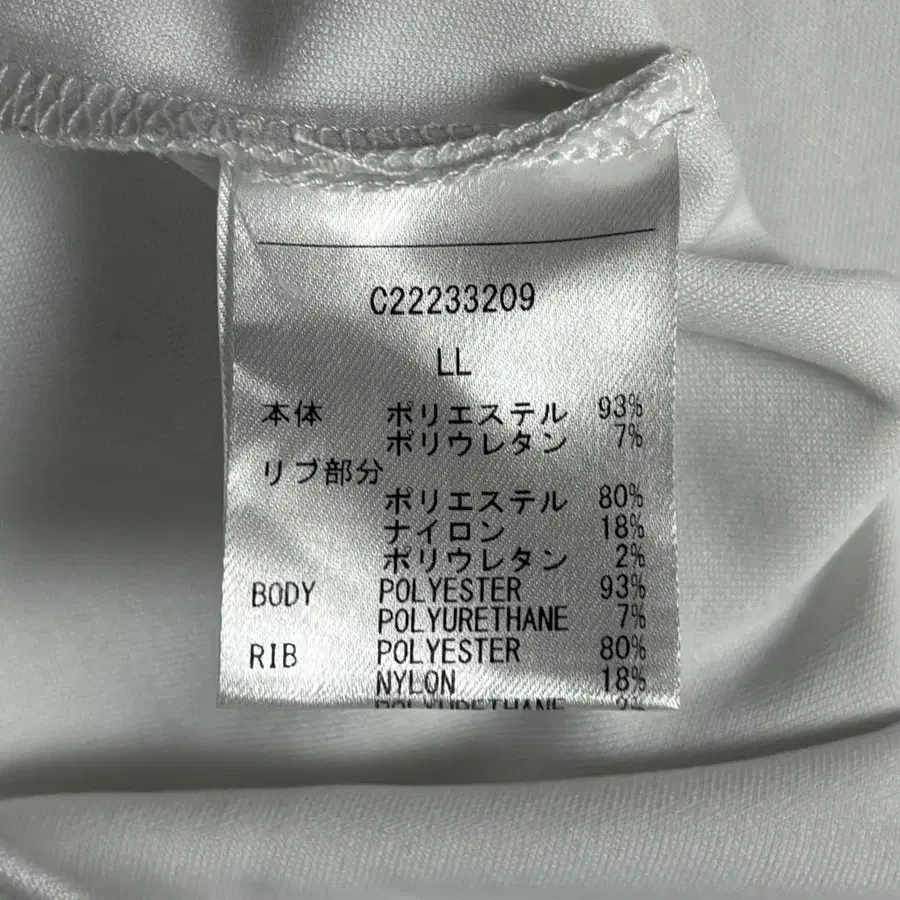 C22233209
LL
本体 ポリエステル 93%
ポリウレタン 7%
リブ部分
ポリエステル 80%
ナイロン 18%
ポリウレタン 2%
BODY POLYESTER 93%
POLYURETHANE 7%
RIB POLYESTER 80%
NYLON 18%
POLYURETHANE 2%